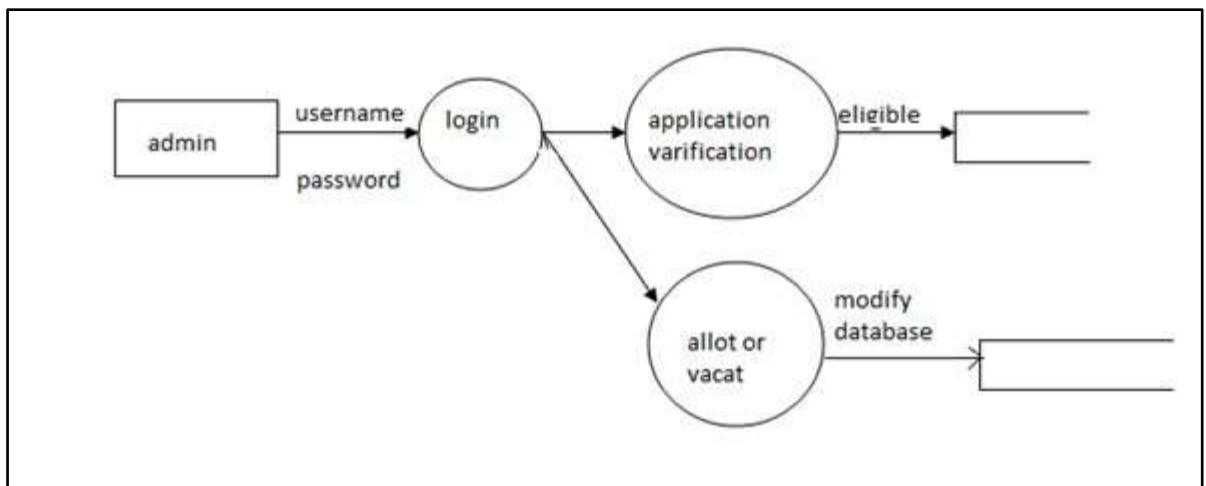 admin
username
password
login
application
varification
eligible
allot or
vacat
modify
database